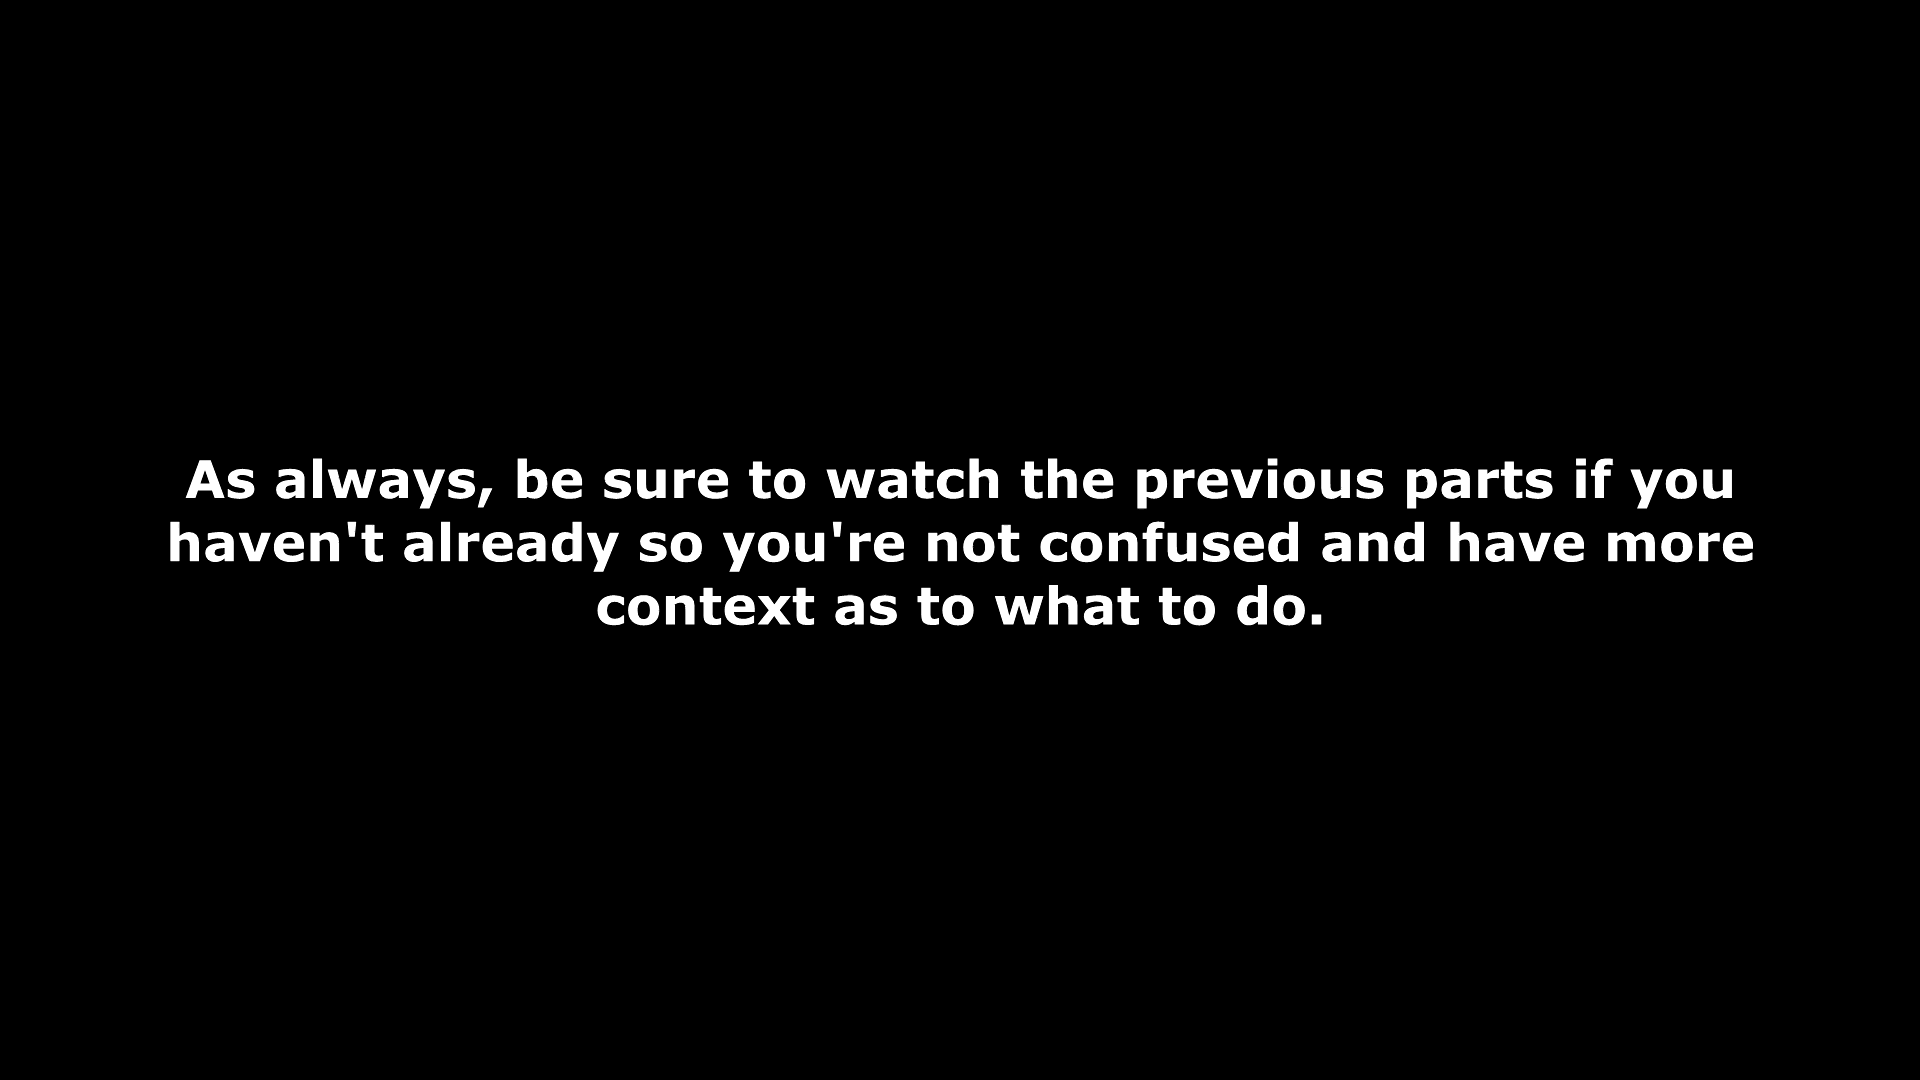 As always, be sure to watch the previous parts if you
haven't already so you're not confused and have more
context as to what to do.